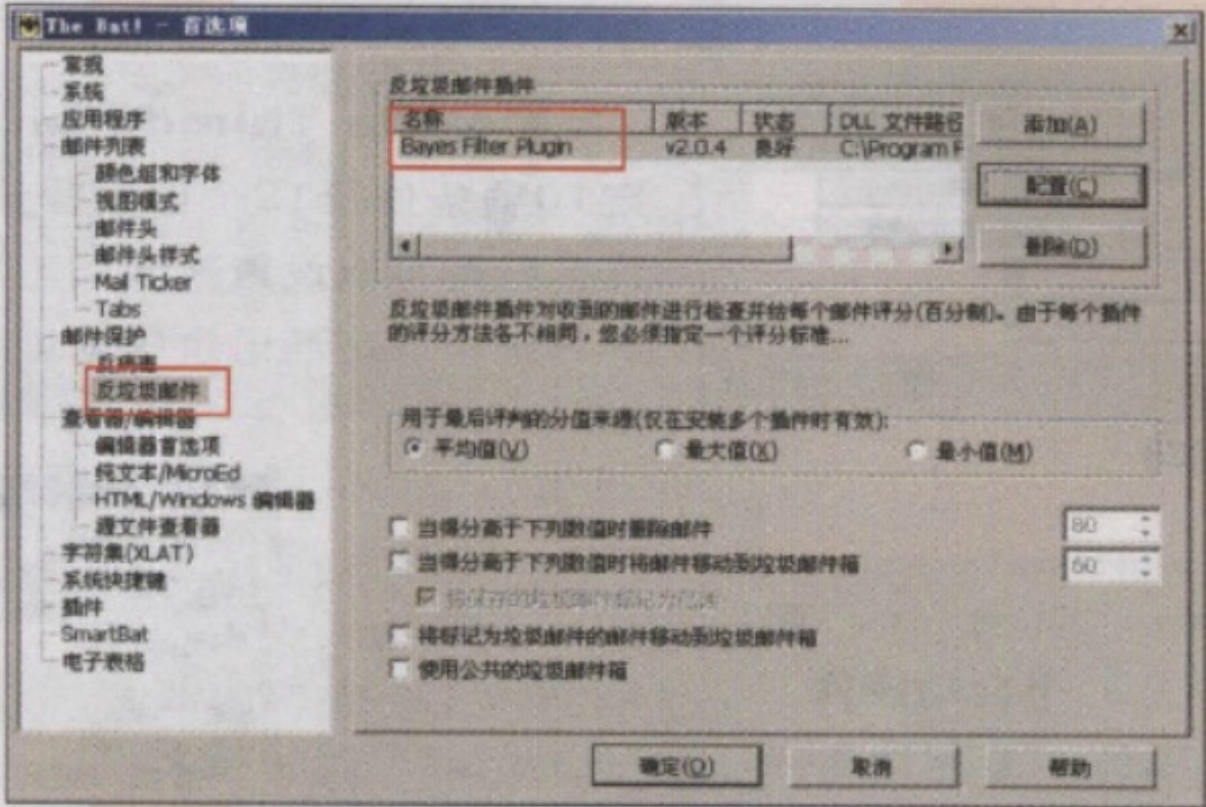 The Bat! - 首选项
常规
系统
应用程序
邮件列表
颜色组和字体
视图模式
邮件头
邮件头样式
Mail Ticker
Tabs
邮件保护
反病毒
反垃圾邮件
查看器/编辑器
编辑器首选项
纯文本/MicroEd
HTML/Windows 编辑器
源文件查看器
字符集(XLAT)
系统快捷键
插件
SmartBat
电子表格
反垃圾邮件插件
名称 版本 状态 DLL 文件路径
Bayes Filter Plugin v2.0.4 良好 C:\Program F
添加(A)
配置(C)
删除(D)
反垃圾邮件插件对收到的邮件进行检查并给每个邮件评分(百分制)。由于每个插件
的评分方法各不相同，您必须指定一个评分标准...
用于最后评判的分值来源(仅在安装多个插件时有效):
平均值(V) 最大值(X) 最小值(M)
当得分高于下列数值时删除邮件 80
当得分高于下列数值时将邮件移动到垃圾邮件箱 60
将保存的垃圾邮件标记为已读
将标记为垃圾邮件的邮件移动到垃圾邮件箱
使用公共的垃圾邮件箱
确定(O) 取消 帮助